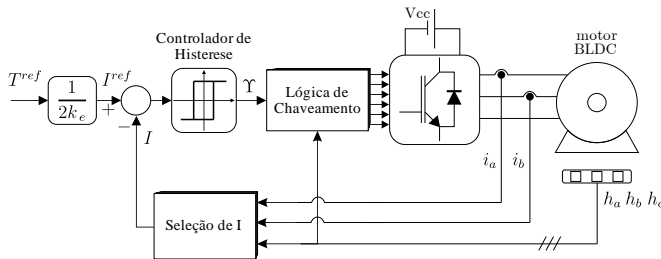 Vcc
Controlador de
Histerese
motor
BLDC
T^{ref}
1
2k_e
I^{ref}
+
−
I
ϒ
Lógica de
Chaveamento
i_a
i_b
h_a h_b h_c
Seleção de I